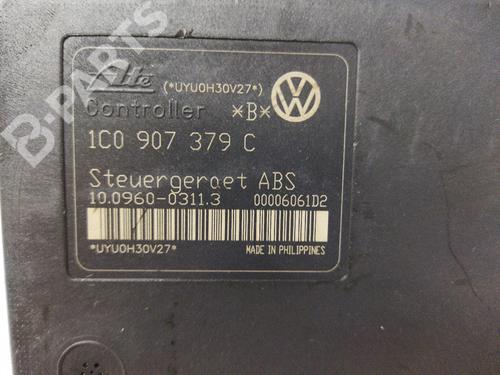 Ate (*UYU0H30V27*)
Controller *B*
1C0 907 379 C
Steuergeraet ABS
10.0960-0311.3 00006061D2
*UYU0H30V27*
MADE IN PHILIPPINES
B-PARTS